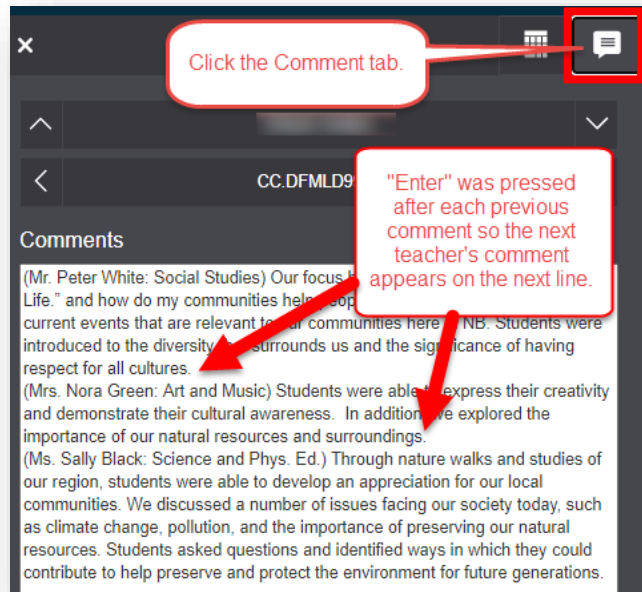 ×
Click the Comment tab.
CC.DFMLD9
"Enter" was pressed
after each previous
comment so the next
teacher's comment
appears on the next line.
Comments
(Mr. Peter White: Social Studies) Our focus
Life.” and how do my communities help
current events that are relevant to our communities here NB. Students were
introduced to the diversity surrounds us and the significance of having
respect for all cultures.
(Mrs. Nora Green: Art and Music) Students were able to express their creativity
and demonstrate their cultural awareness. In addition we explored the
importance of our natural resources and surroundings.
(Ms. Sally Black: Science and Phys. Ed.) Through nature walks and studies of
our region, students were able to develop an appreciation for our local
communities. We discussed a number of issues facing our society today, such
as climate change, pollution, and the importance of preserving our natural
resources. Students asked questions and identified ways in which they could
contribute to help preserve and protect the environment for future generations.